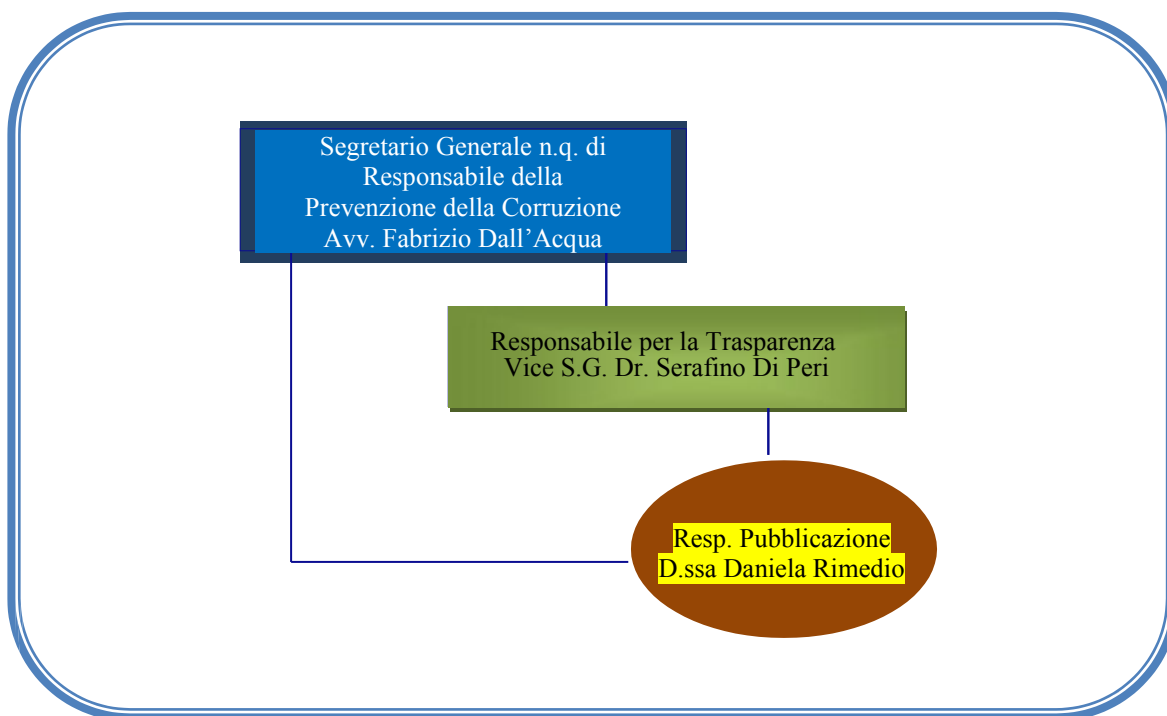 Segretario Generale n.q. di
Responsabile della
Prevenzione della Corruzione
Avv. Fabrizio Dall’Acqua
Responsabile per la Trasparenza
Vice S.G. Dr. Serafino Di Peri
Resp. Pubblicazione
D.ssa Daniela Rimedio